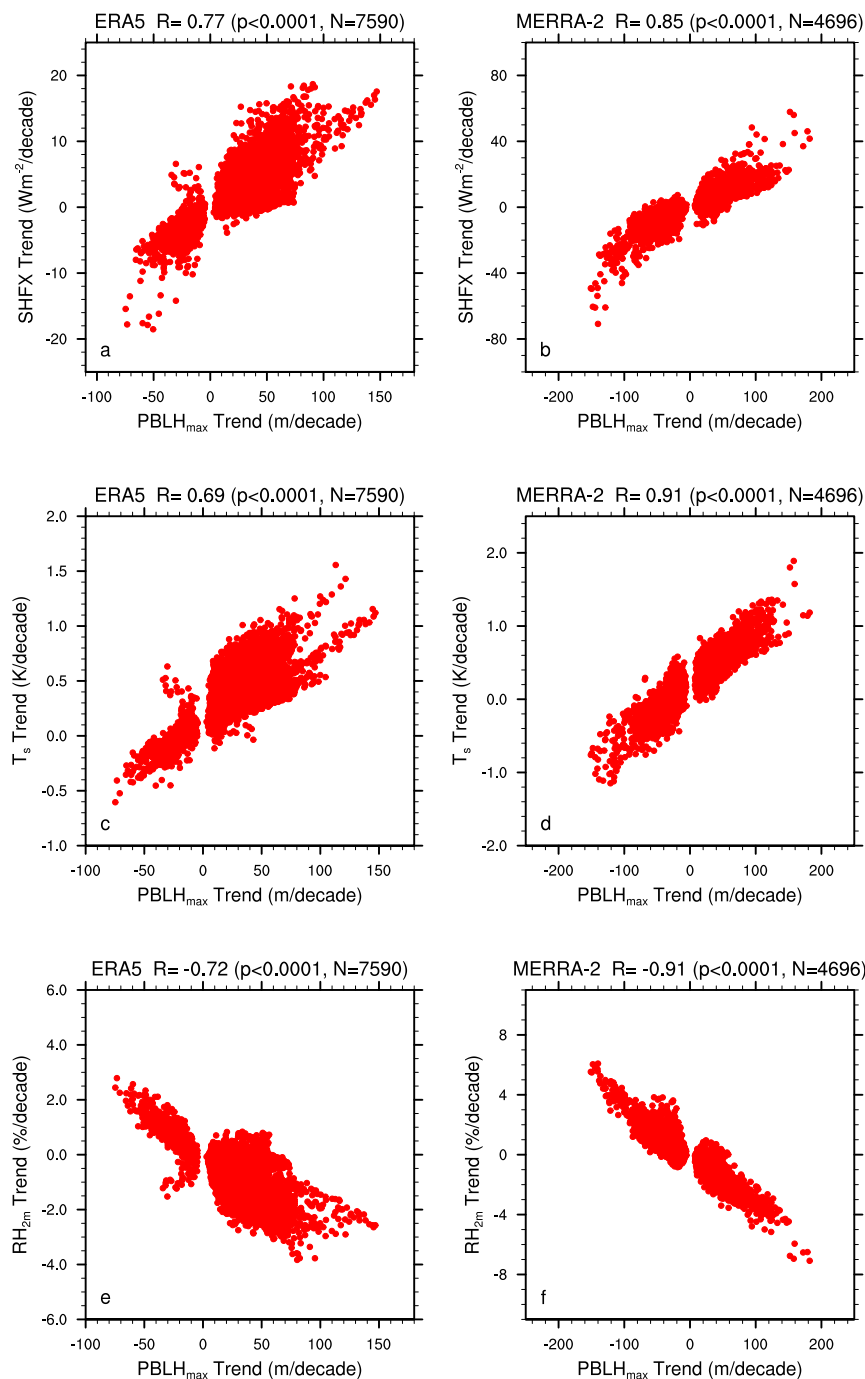 ERA5 R= 0.77 (p<0.0001, N=7590)
SHFX Trend (Wm⁻²/decade)
20
10
0
-10
-20
a
-100 -50 0 50 100 150
PBLHmax Trend (m/decade)
MERRA-2 R= 0.85 (p<0.0001, N=4696)
SHFX Trend (Wm⁻²/decade)
80
40
0
-40
-80
b
-200 -100 0 100 200
PBLHmax Trend (m/decade)
ERA5 R= 0.69 (p<0.0001, N=7590)
Ts Trend (K/decade)
2.0
1.5
1.0
0.5
0.0
-0.5
-1.0
c
-100 -50 0 50 100 150
PBLHmax Trend (m/decade)
MERRA-2 R= 0.91 (p<0.0001, N=4696)
Ts Trend (K/decade)
2.0
1.0
0.0
-1.0
-2.0
d
-200 -100 0 100 200
PBLHmax Trend (m/decade)
ERA5 R= -0.72 (p<0.0001, N=7590)
RH2m Trend (%/decade)
6.0
4.0
2.0
0.0
-2.0
-4.0
-6.0
e
-100 -50 0 50 100 150
PBLHmax Trend (m/decade)
MERRA-2 R= -0.91 (p<0.0001, N=4696)
RH2m Trend (%/decade)
8
4
0
-4
-8
f
-200 -100 0 100 200
PBLHmax Trend (m/decade)